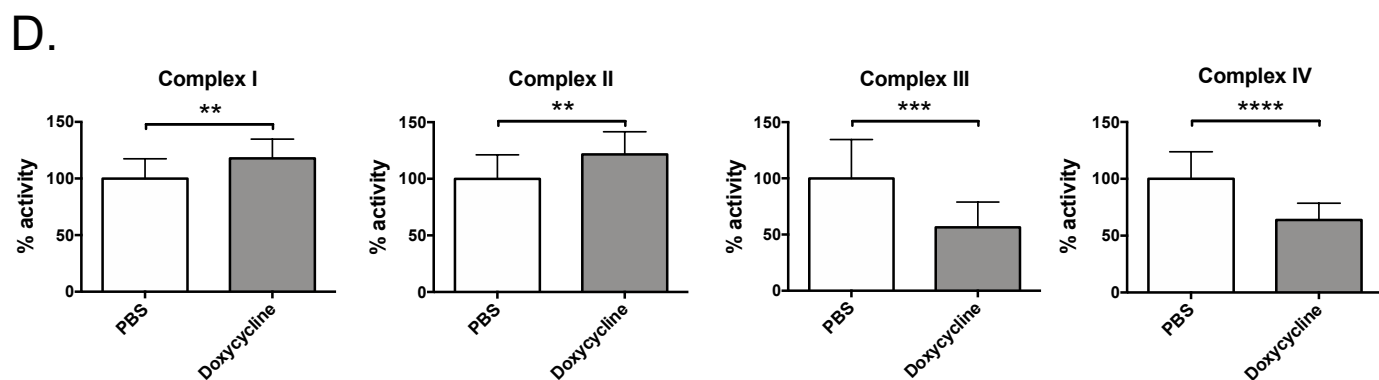 D.
Complex I
**
% activity
150
100
50
0
PBS
Doxycycline
Complex II
**
% activity
150
100
50
0
PBS
Doxycycline
Complex III
***
% activity
150
100
50
0
PBS
Doxycycline
Complex IV
****
% activity
150
100
50
0
PBS
Doxycycline